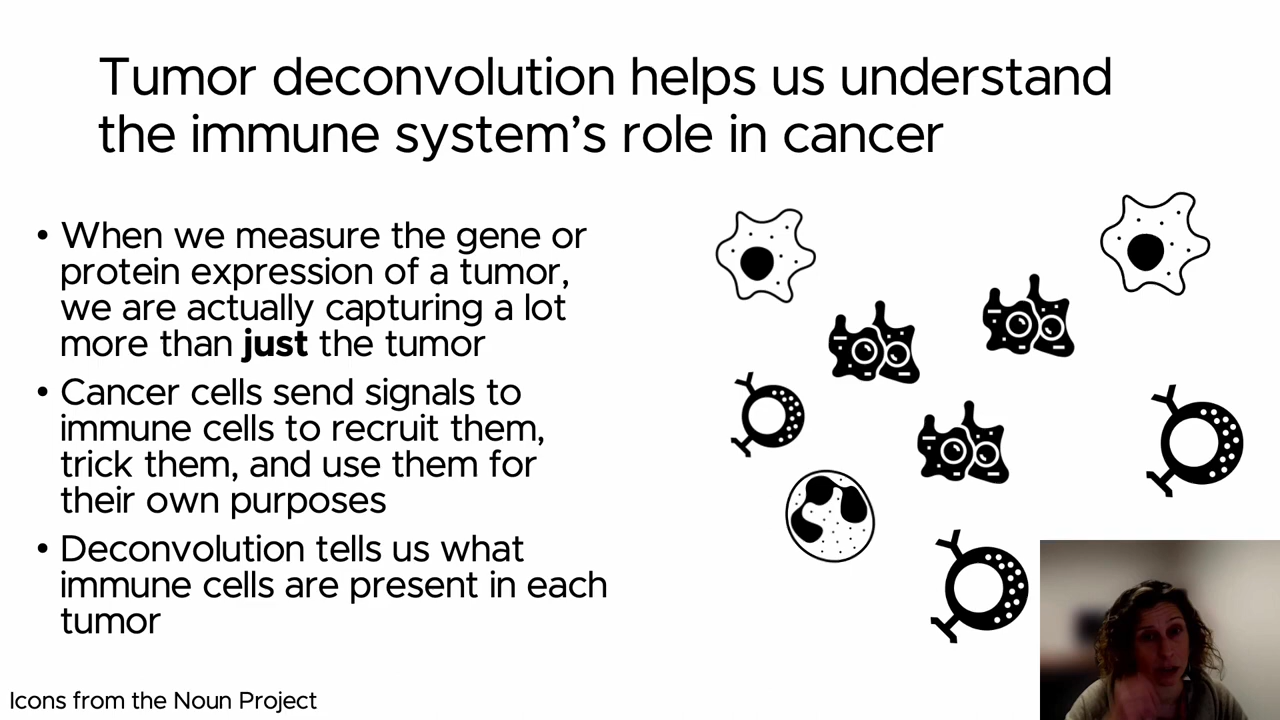 Tumor deconvolution helps us understand
the immune system’s role in cancer
• When we measure the gene or
protein expression of a tumor,
we are actually capturing a lot
more than just the tumor
• Cancer cells send signals to
immune cells to recruit them,
trick them, and use them for
their own purposes
• Deconvolution tells us what
immune cells are present in each
tumor
Icons from the Noun Project